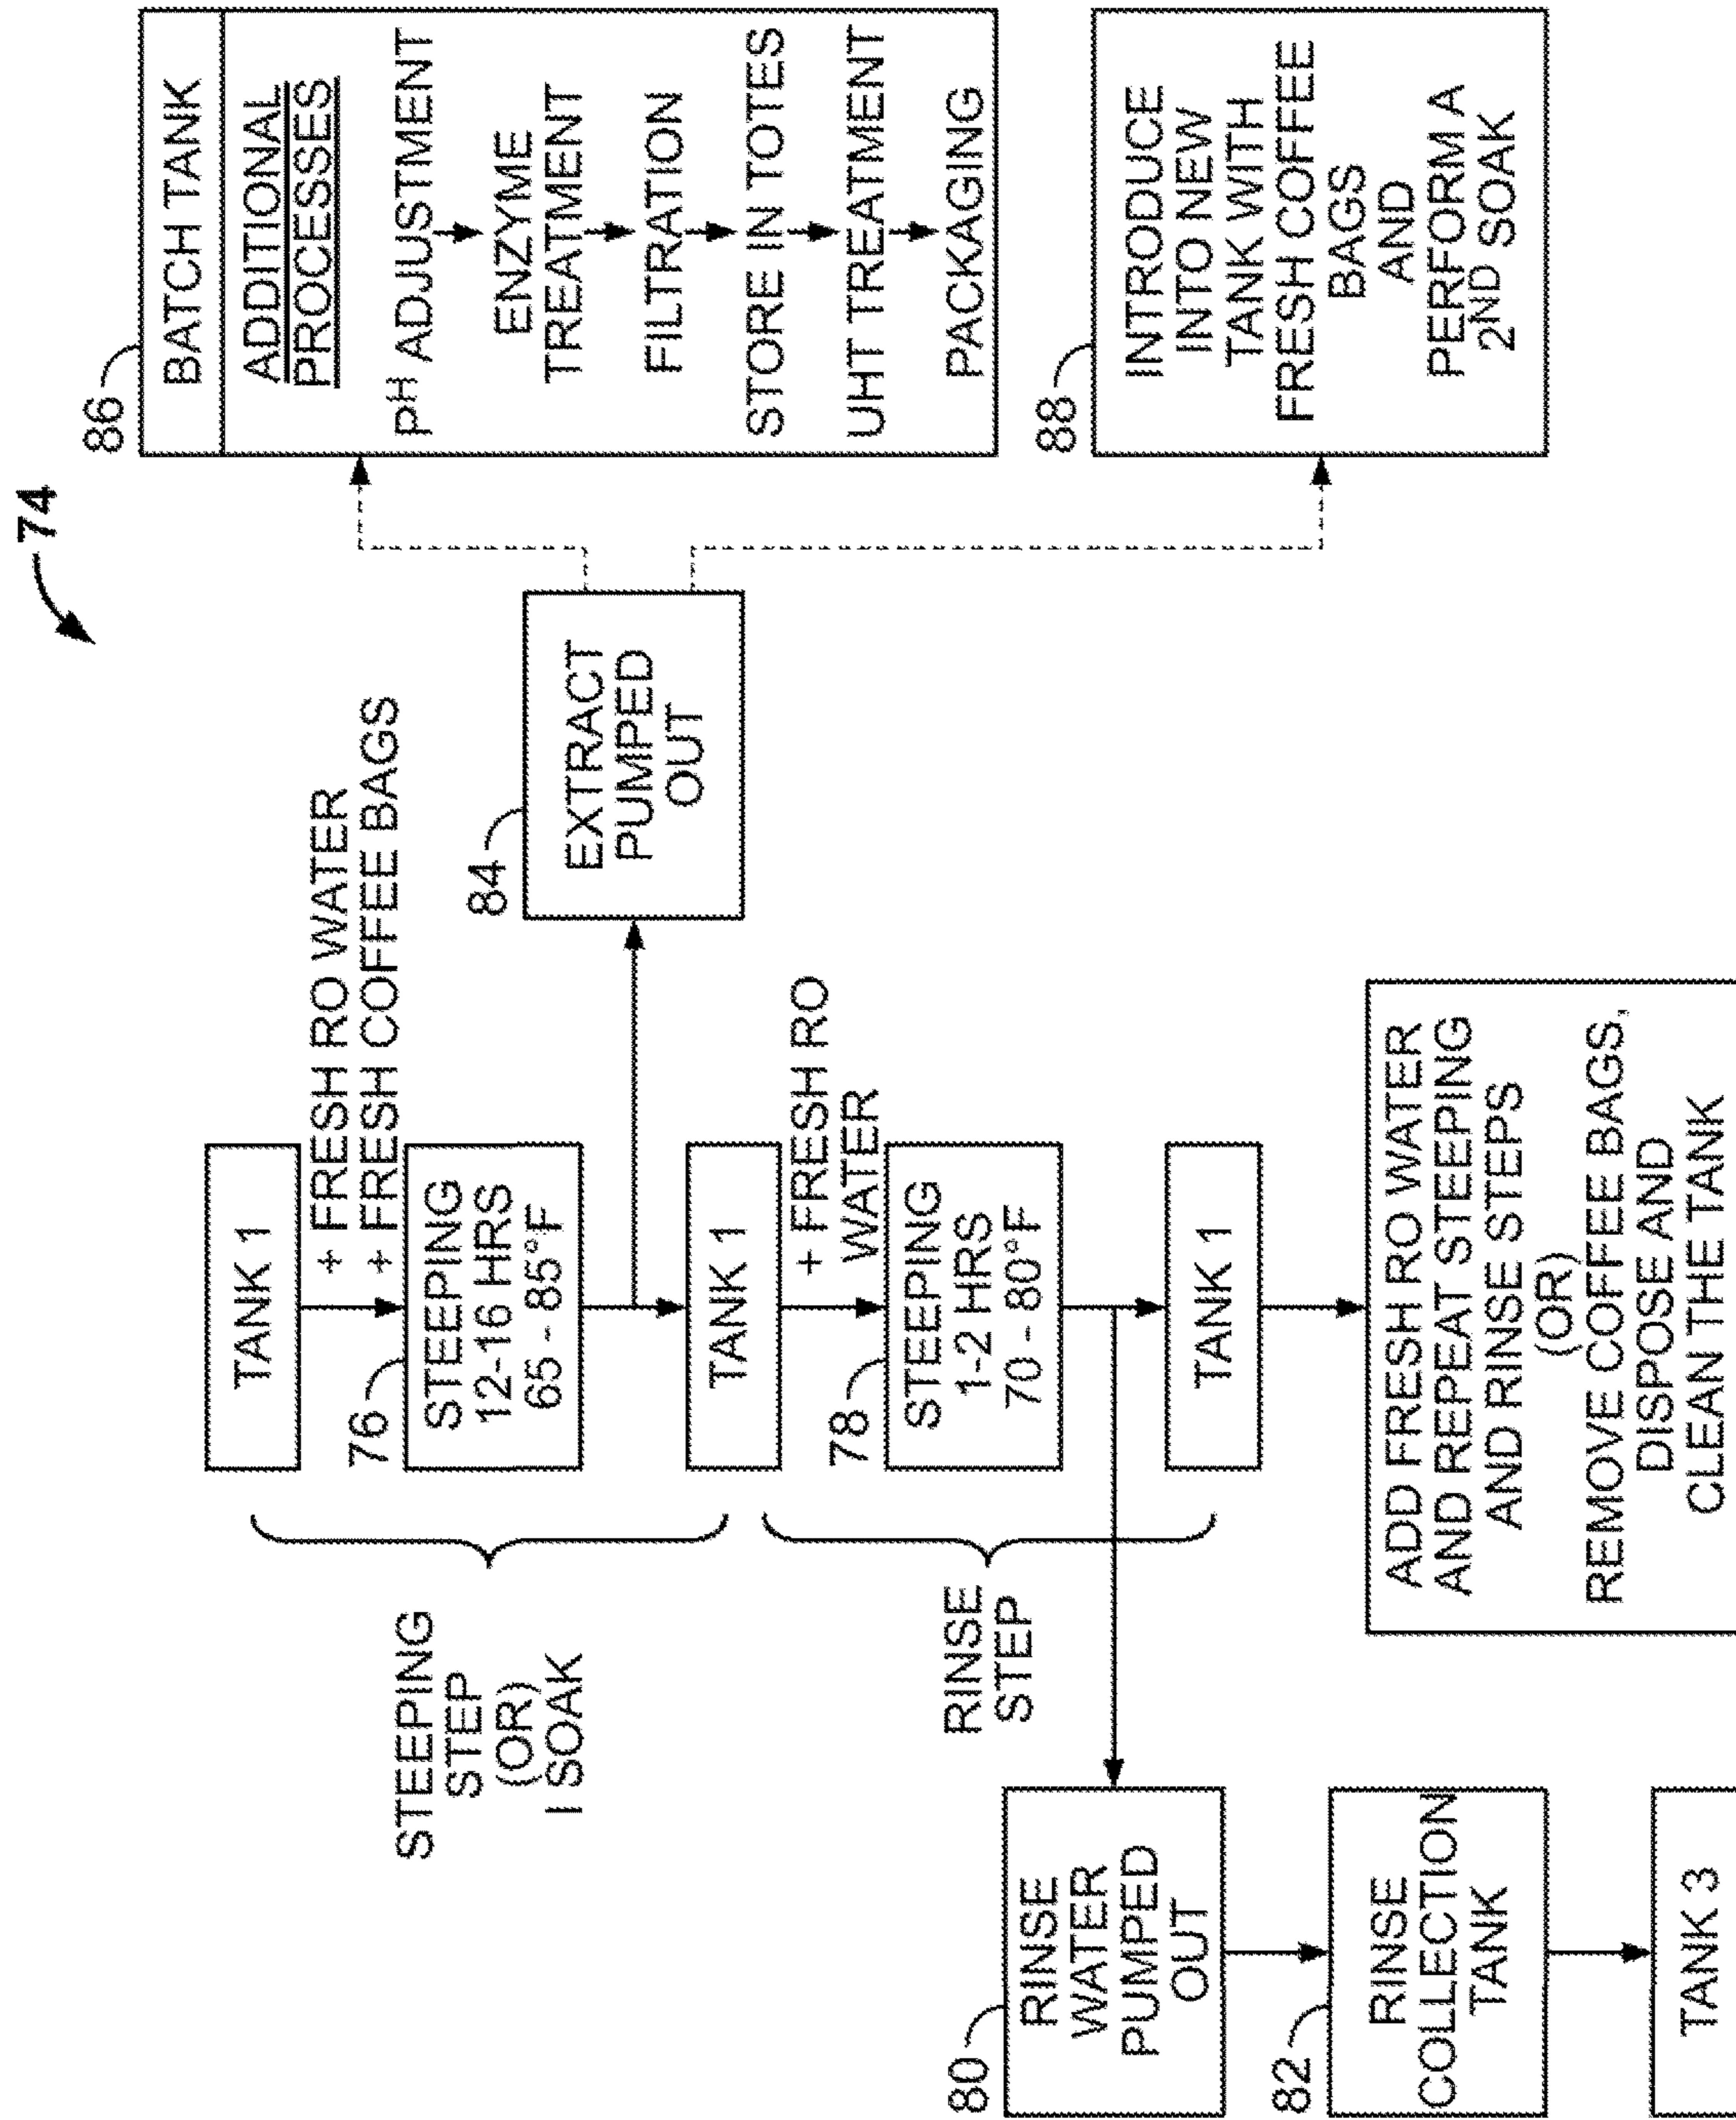 74
TANK 1
+ FRESH RO WATER
+ FRESH COFFEE BAGS
76
STEEPING
12-16 HRS
65 - 85°F
STEEPING
STEP
(OR)
I SOAK
84
EXTRACT
PUMPED
OUT
86
BATCH TANK
ADDITIONAL
PROCESSES
PH ADJUSTMENT
ENZYME
TREATMENT
FILTRATION
STORE IN TOTES
UHT TREATMENT
PACKAGING
88
INTRODUCE
INTO NEW
TANK WITH
FRESH COFFEE
BAGS
AND
PERFORM A
2ND SOAK
TANK 1
+ FRESH RO
WATER
78
STEEPING
1-2 HRS
70 - 80°F
RINSE
STEP
TANK 1
80
RINSE
WATER
PUMPED
OUT
82
RINSE
COLLECTION
TANK
TANK 3
ADD FRESH RO WATER
AND REPEAT STEEPING
AND RINSE STEPS
(OR)
REMOVE COFFEE BAGS,
DISPOSE AND
CLEAN THE TANK